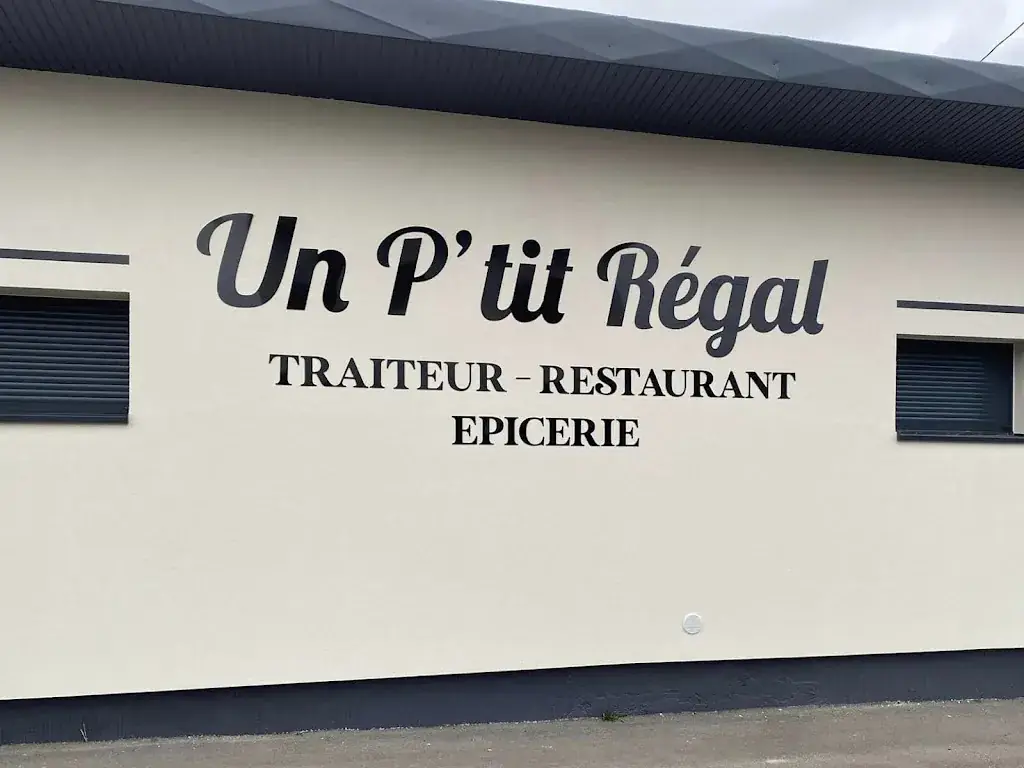 Un P'tit Régal
TRAITEUR - RESTAURANT
EPICERIE